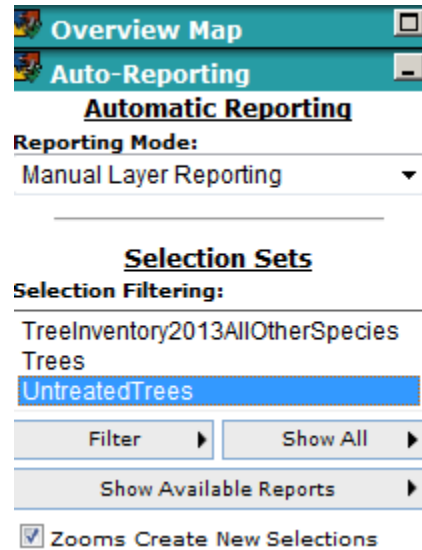 Overview Map
Auto-Reporting
Automatic Reporting
Reporting Mode:
Manual Layer Reporting
Selection Sets
Selection Filtering:
TreeInventory2013AllOtherSpecies
Trees
UntreatedTrees
Filter Show All
Show Available Reports
Zooms Create New Selections